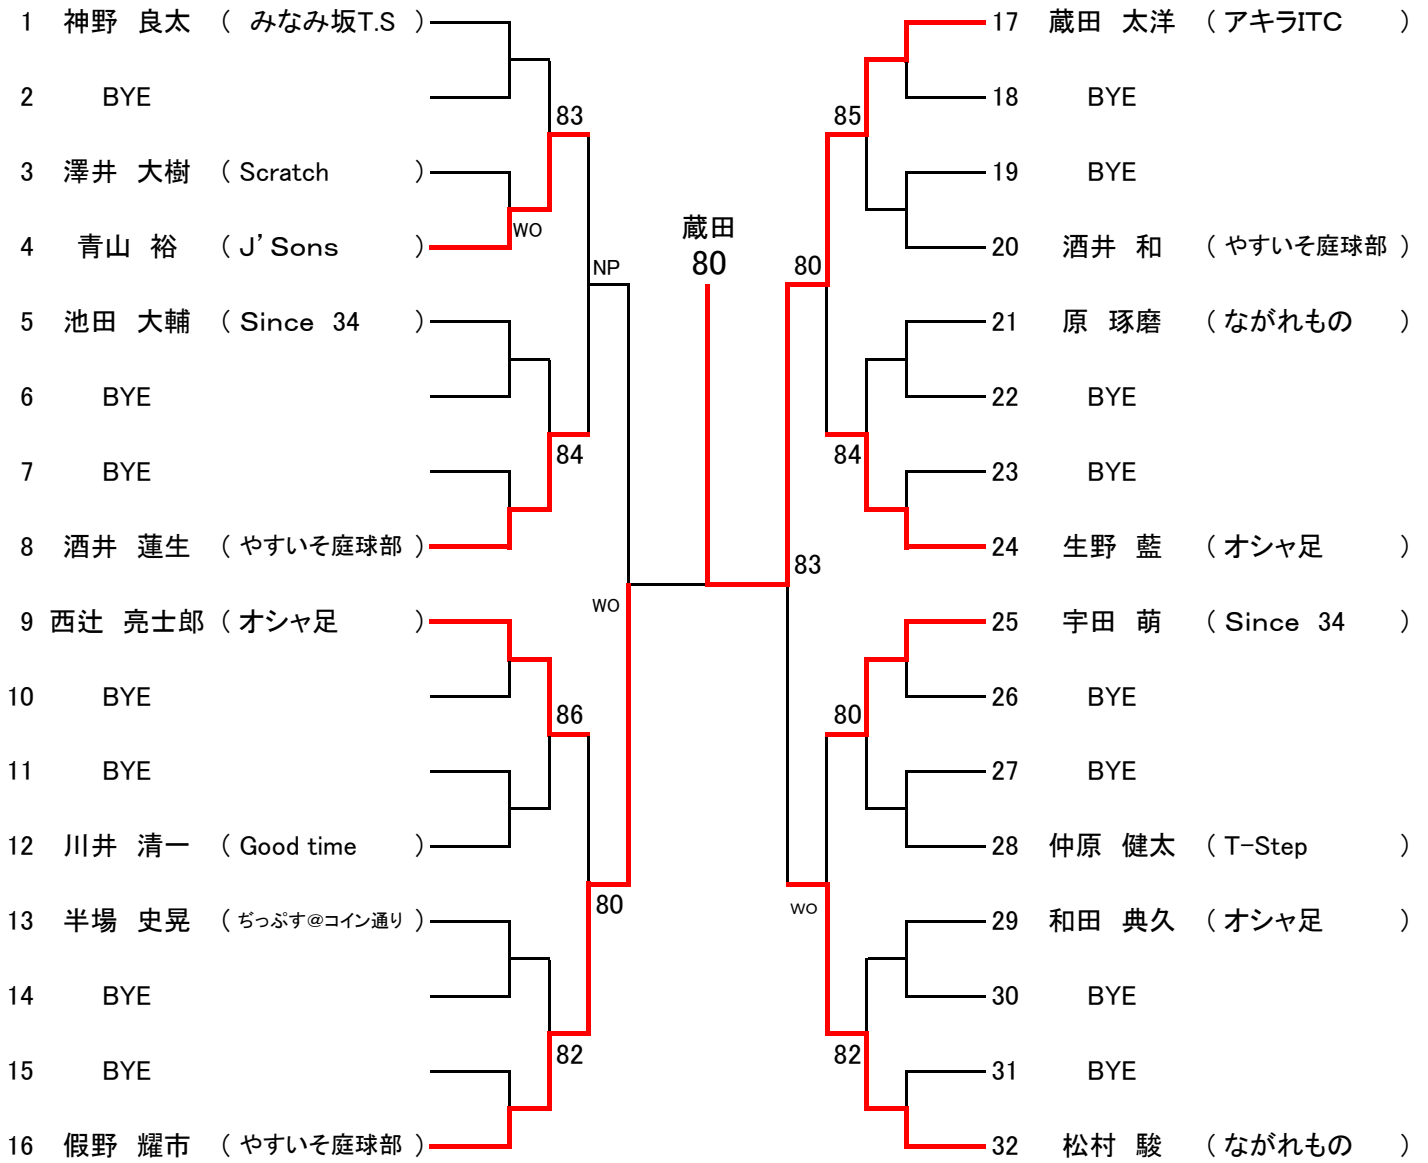 1 神野 良太 （ みなみ坂T.S ）
2 BYE
83
3 澤井 大樹 （ Scratch ）
WO
4 青山 裕 （ J'Sons ）
NP
5 池田 大輔 （ Since 34 ）
6 BYE
84
7 BYE
8 酒井 蓮生 （ やすいそ庭球部 ）
WO
9 西辻 亮士郎 （ オシャ足 ）
10 BYE
86
11 BYE
12 川井 清一 （ Good time ）
80
13 半場 史晃 （ ぢっぷす@コイン通り ）
14 BYE
82
15 BYE
16 假野 耀市 （ やすいそ庭球部 ）
蔵田
80
17 蔵田 太洋 （ アキラITC ）
18 BYE
85
19 BYE
20 酒井 和 （ やすいそ庭球部 ）
80
21 原 琢磨 （ ながれもの ）
22 BYE
84
23 BYE
24 生野 藍 （ オシャ足 ）
83
25 宇田 萌 （ Since 34 ）
26 BYE
80
27 BYE
28 仲原 健太 （ T-Step ）
WO
29 和田 典久 （ オシャ足 ）
30 BYE
82
31 BYE
32 松村 駿 （ ながれもの ）